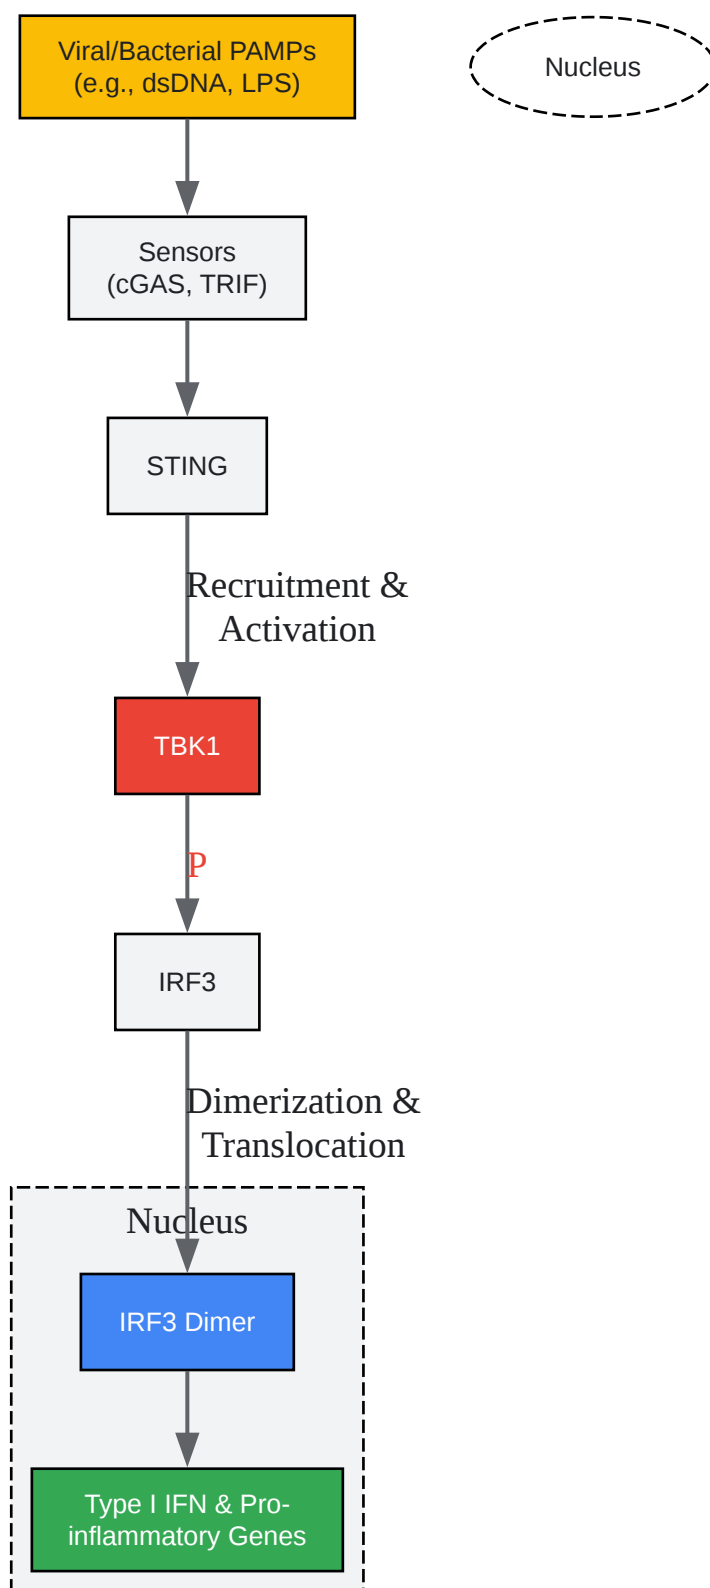 Viral/Bacterial PAMPs
(e.g., dsDNA, LPS)
Nucleus
Sensors
(cGAS, TRIF)
STING
Recruitment &
Activation
TBK1
P
IRF3
Dimerization &
Translocation
Nucleus
IRF3 Dimer
Type I IFN & Pro-
inflammatory Genes